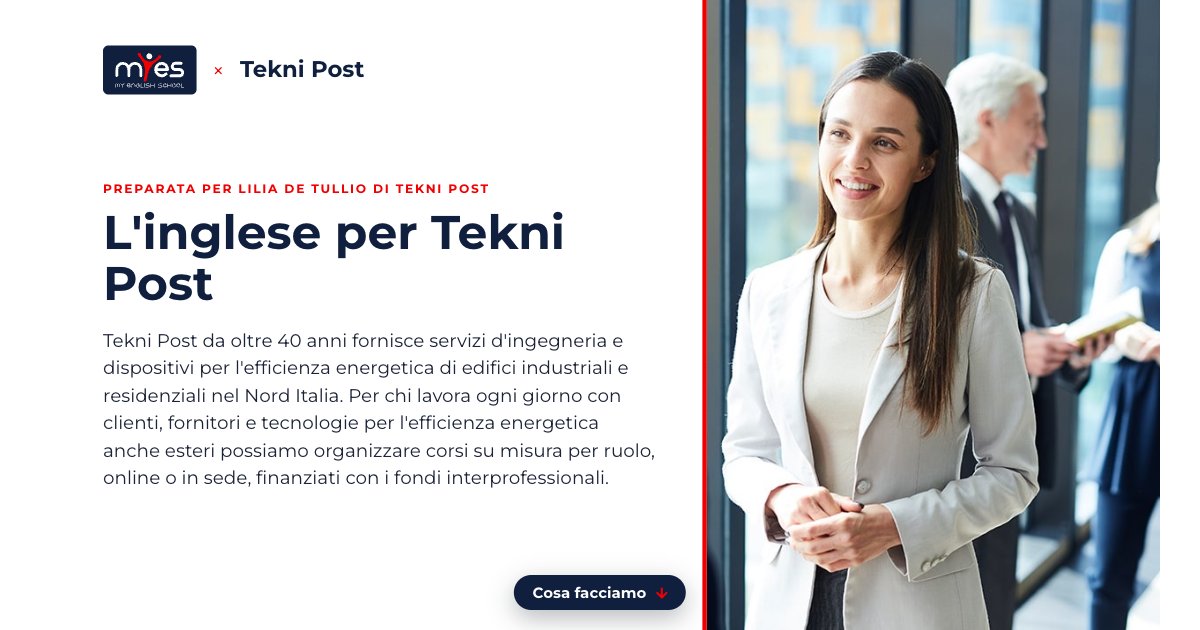 myes
MY ENGLISH SCHOOL
× Tekni Post
PREPARATA PER LILIA DE TULLIO DI TEKNI POST
L'inglese per Tekni
Post
Tekni Post da oltre 40 anni fornisce servizi d'ingegneria e
dispositivi per l'efficienza energetica di edifici industriali e
residenziali nel Nord Italia. Per chi lavora ogni giorno con
clienti, fornitori e tecnologie per l'efficienza energetica
anche esteri possiamo organizzare corsi su misura per ruolo,
online o in sede, finanziati con i fondi interprofessionali.
Cosa facciamo ↓